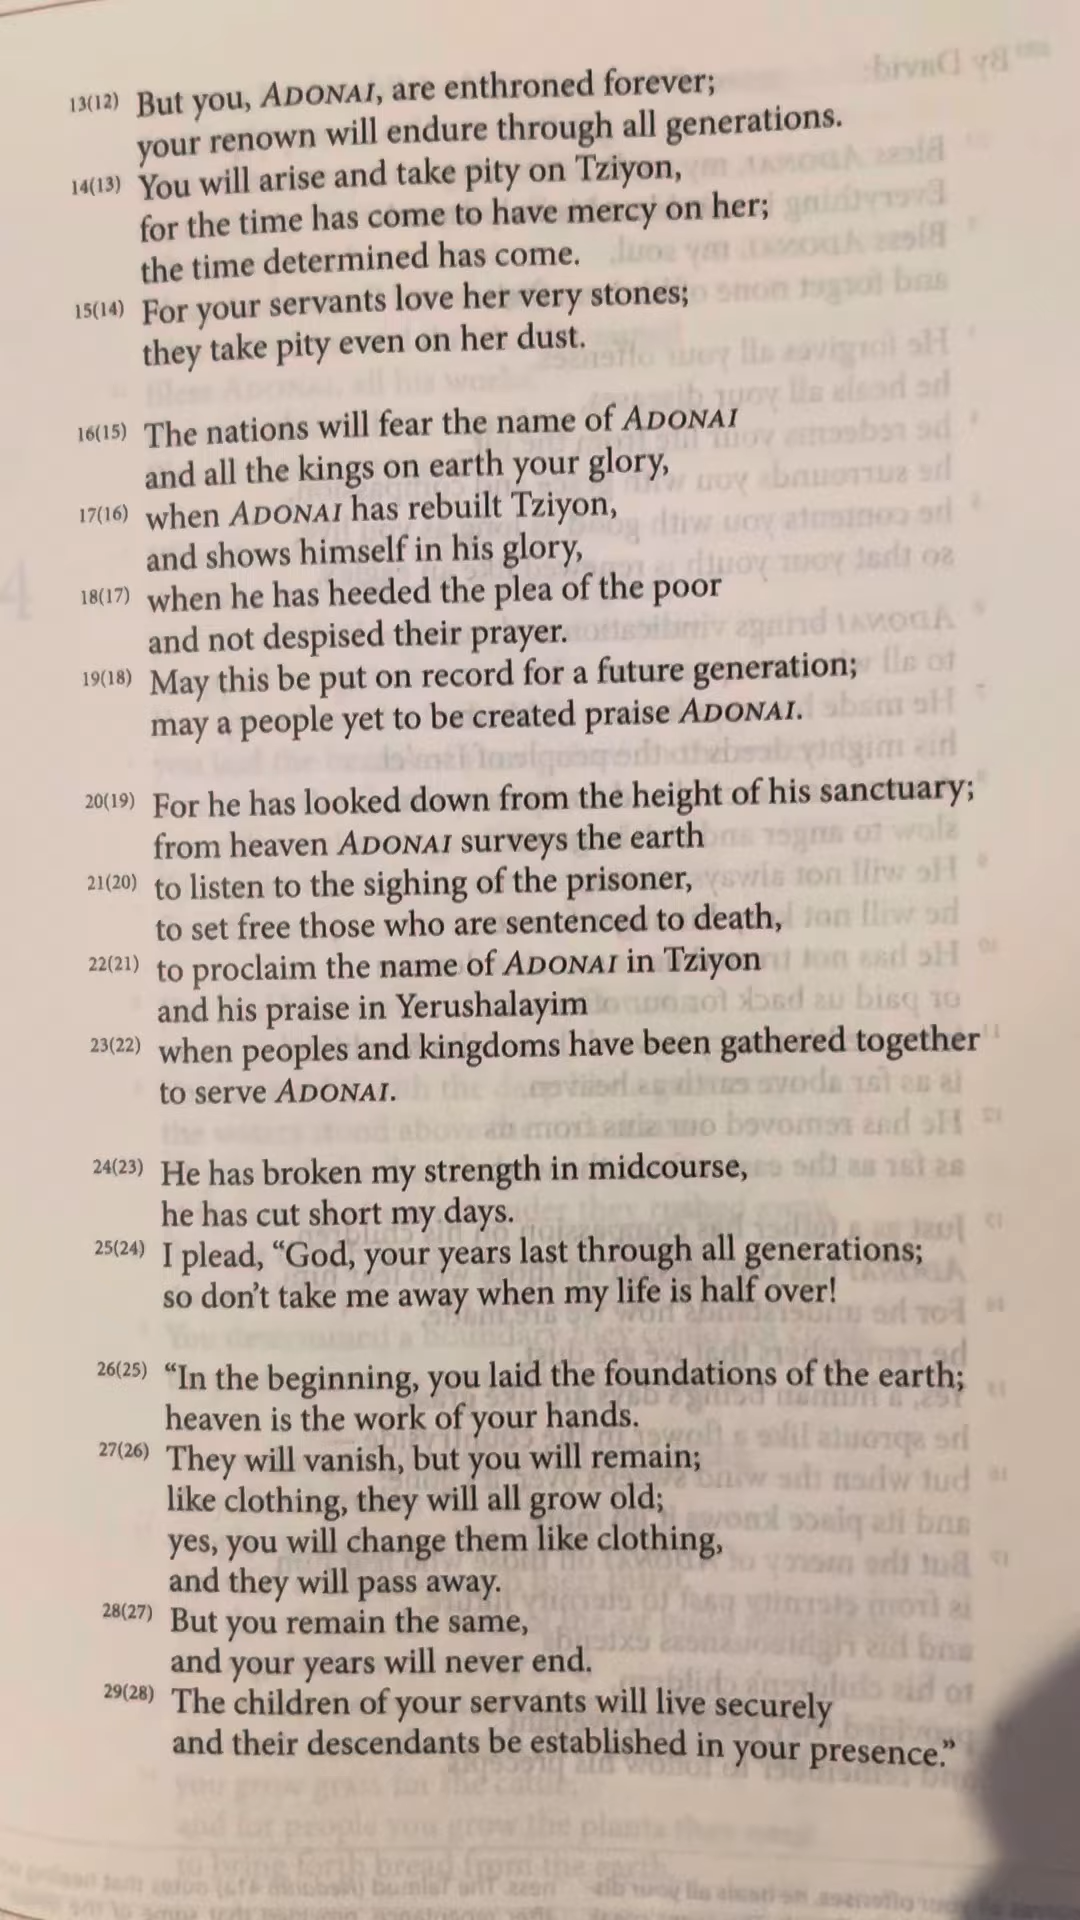 13(12) But you, ADONAI, are enthroned forever;
your renown will endure through all generations.
14(13) You will arise and take pity on Tziyon,
for the time has come to have mercy on her;
the time determined has come.
15(14) For your servants love her very stones;
they take pity even on her dust.
16(15) The nations will fear the name of ADONAI
and all the kings on earth your glory,
17(16) when ADONAI has rebuilt Tziyon,
and shows himself in his glory,
18(17) when he has heeded the plea of the poor
and not despised their prayer.
19(18) May this be put on record for a future generation;
may a people yet to be created praise ADONAI.
20(19) For he has looked down from the height of his sanctuary;
from heaven ADONAI surveys the earth
21(20) to listen to the sighing of the prisoner,
to set free those who are sentenced to death,
22(21) to proclaim the name of ADONAI in Tziyon
and his praise in Yerushalayim
23(22) when peoples and kingdoms have been gathered together
to serve ADONAI.
24(23) He has broken my strength in midcourse,
he has cut short my days.
25(24) I plead, “God, your years last through all generations;
so don’t take me away when my life is half over!
26(25) “In the beginning, you laid the foundations of the earth;
heaven is the work of your hands.
27(26) They will vanish, but you will remain;
like clothing, they will all grow old;
yes, you will change them like clothing,
and they will pass away.
28(27) But you remain the same,
and your years will never end.
29(28) The children of your servants will live securely
and their descendants be established in your presence.”